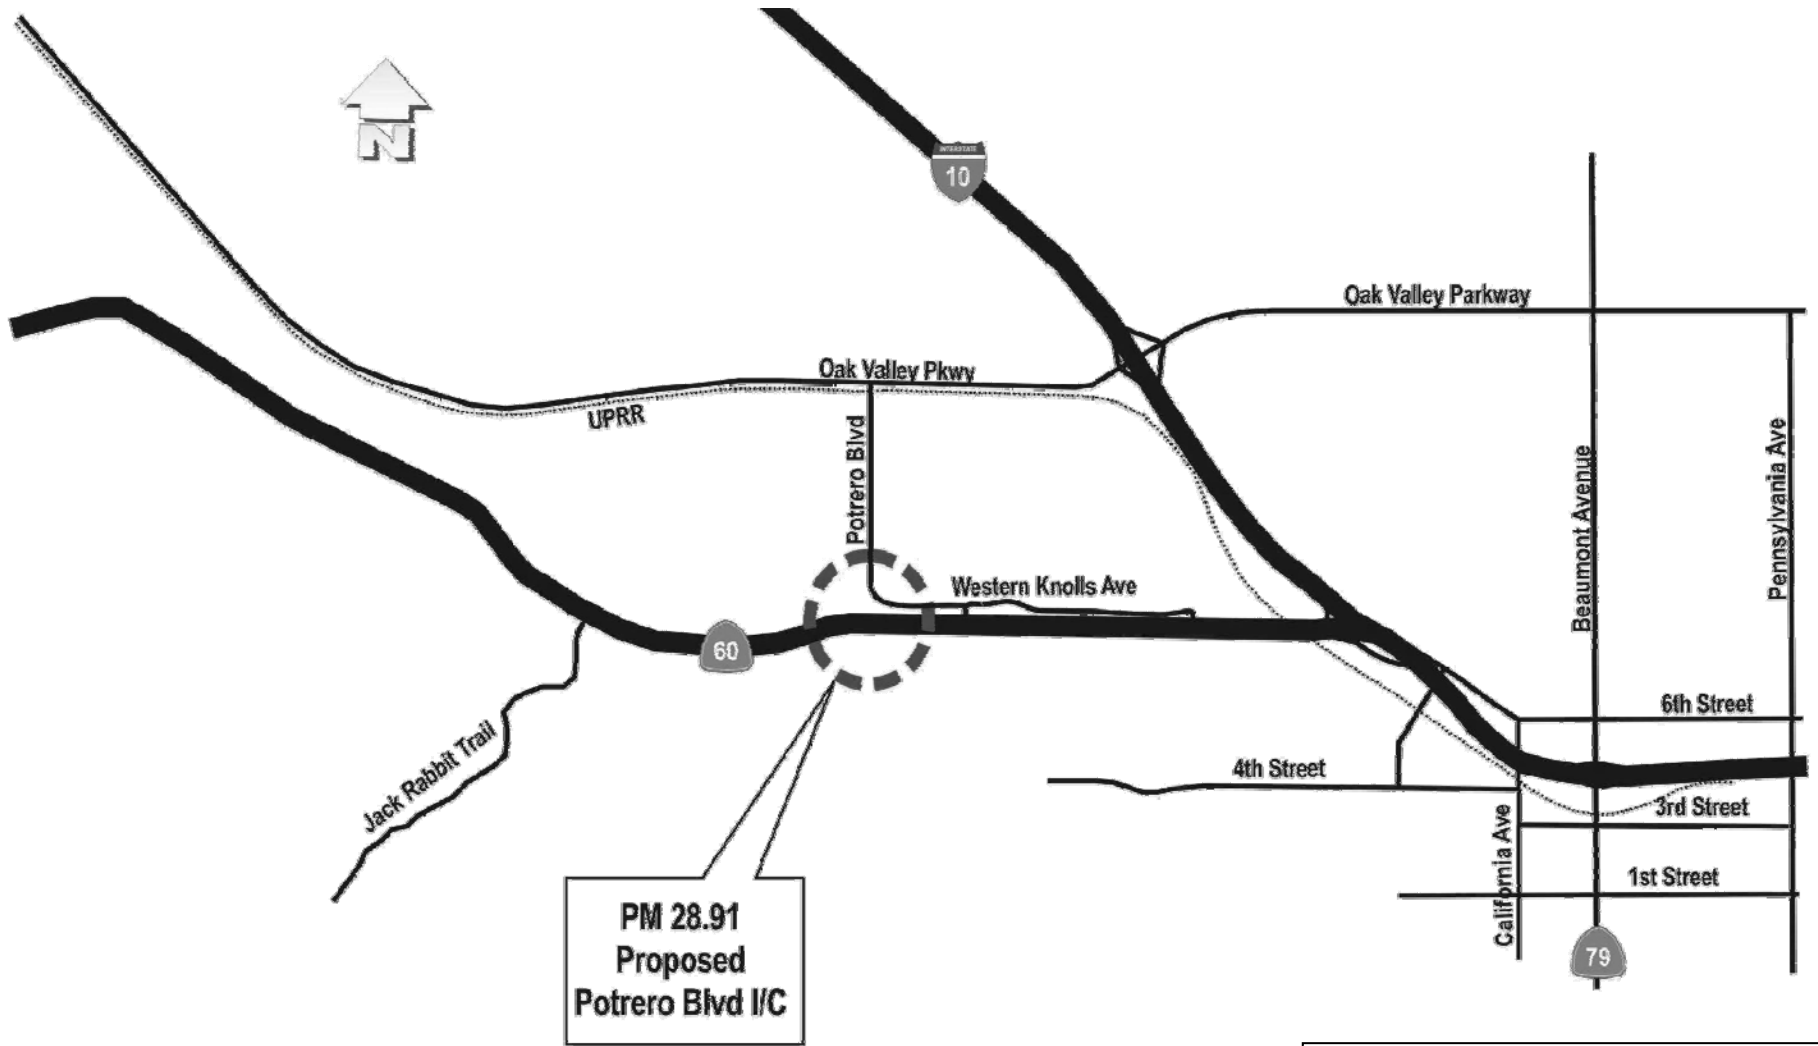 N
INTERSTATE
10
Oak Valley Parkway
Oak Valley Pkwy
UPRR
Potrero Blvd
Beaumont Avenue
Pennsylvania Ave
Western Knolls Ave
60
Jack Rabbit Trail
6th Street
4th Street
3rd Street
California Ave
1st Street
79
PM 28.91
Proposed
Potrero Blvd I/C